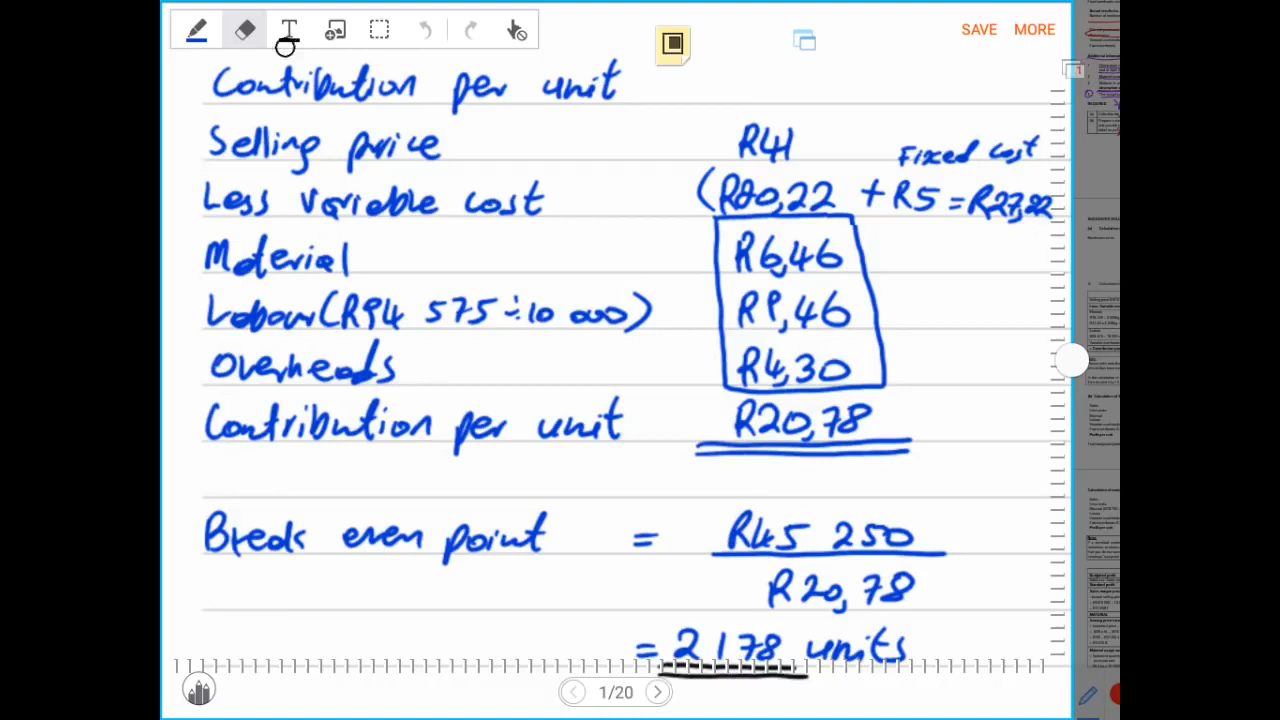 SAVE MORE
Contribution per unit
Selling price R41
Fixed cost
Less variable cost (R20,22 + R5 = R27,22
Material R6,46
Labour (R94 575 ÷ 10 000) R9,46
Overheads R4,30
Contribution per unit R20,78
Break even point = R45 250
R20,78
= 2 178 units
1/20